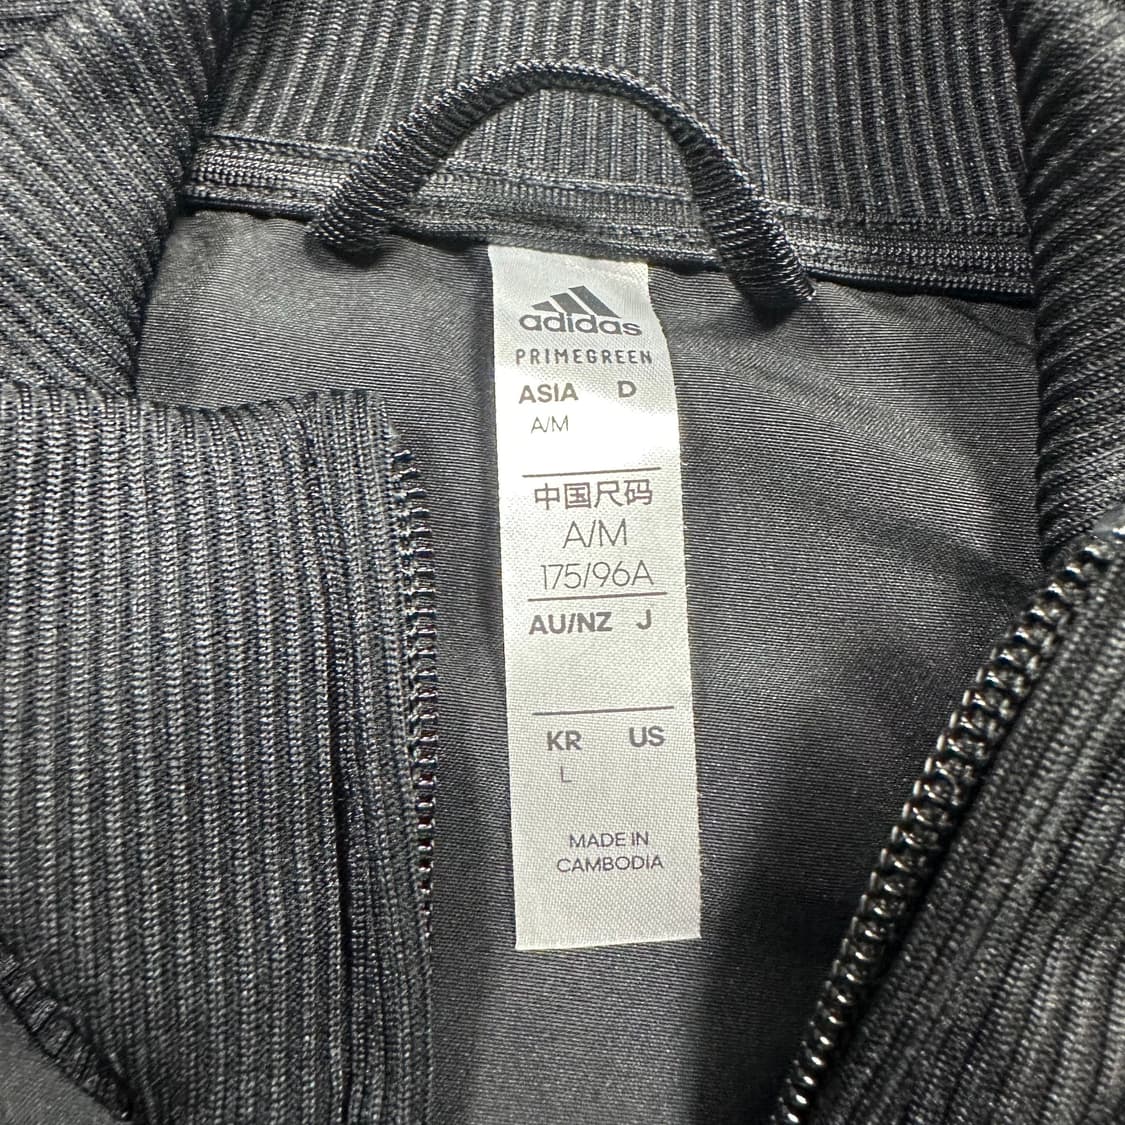 adidas
PRIMEGREEN
ASIA D
A/M
中国尺码
A/M
175/96A
AU/NZ J
KR US
L
MADE IN
CAMBODIA